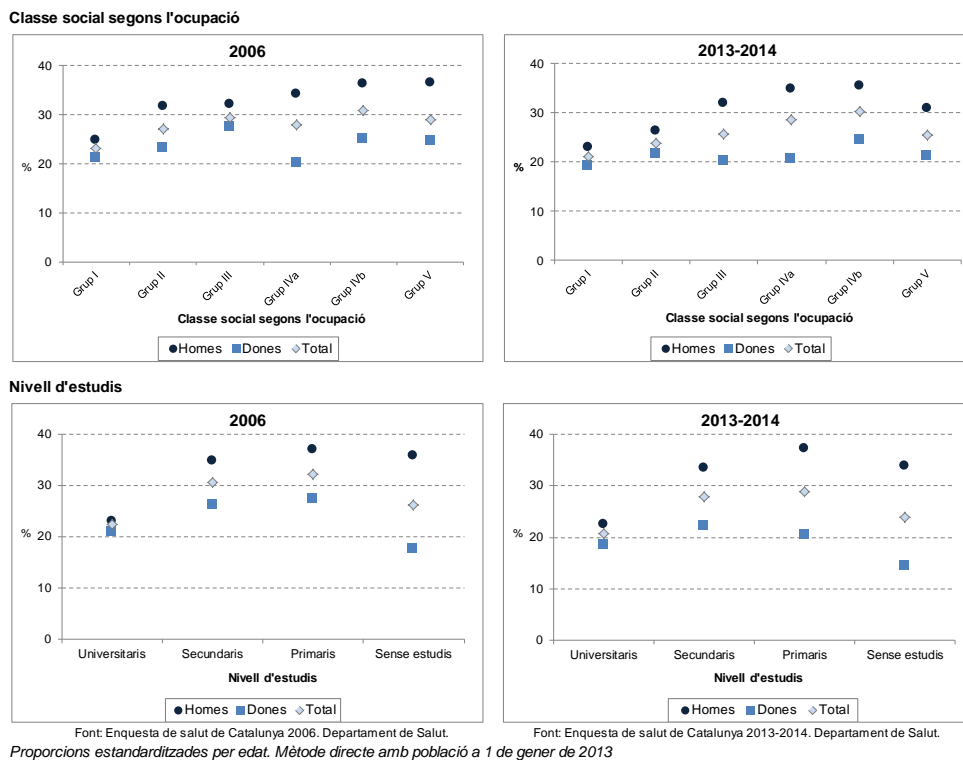 Classe social segons l'ocupació
2006
40
30
20
10
0
%
Grup I
Grup II
Grup III
Grup IVa
Grup IVb
Grup V
Classe social segons l'ocupació
Homes Dones Total
2013-2014
40
30
20
10
0
%
Grup I
Grup II
Grup III
Grup IVa
Grup IVb
Grup V
Classe social segons l'ocupació
Homes Dones Total
Nivell d'estudis
2006
40
30
20
10
0
%
Universitaris Secundaris Primaris Sense estudis
Nivell d'estudis
Homes Dones Total
Font: Enquesta de salut de Catalunya 2006. Departament de Salut.
2013-2014
40
30
20
10
0
%
Universitaris Secundaris Primaris Sense estudis
Nivell d'estudis
Homes Dones Total
Font: Enquesta de salut de Catalunya 2013-2014. Departament de Salut.
Proporcions estandarditzades per edat. Mètode directe amb població a 1 de gener de 2013